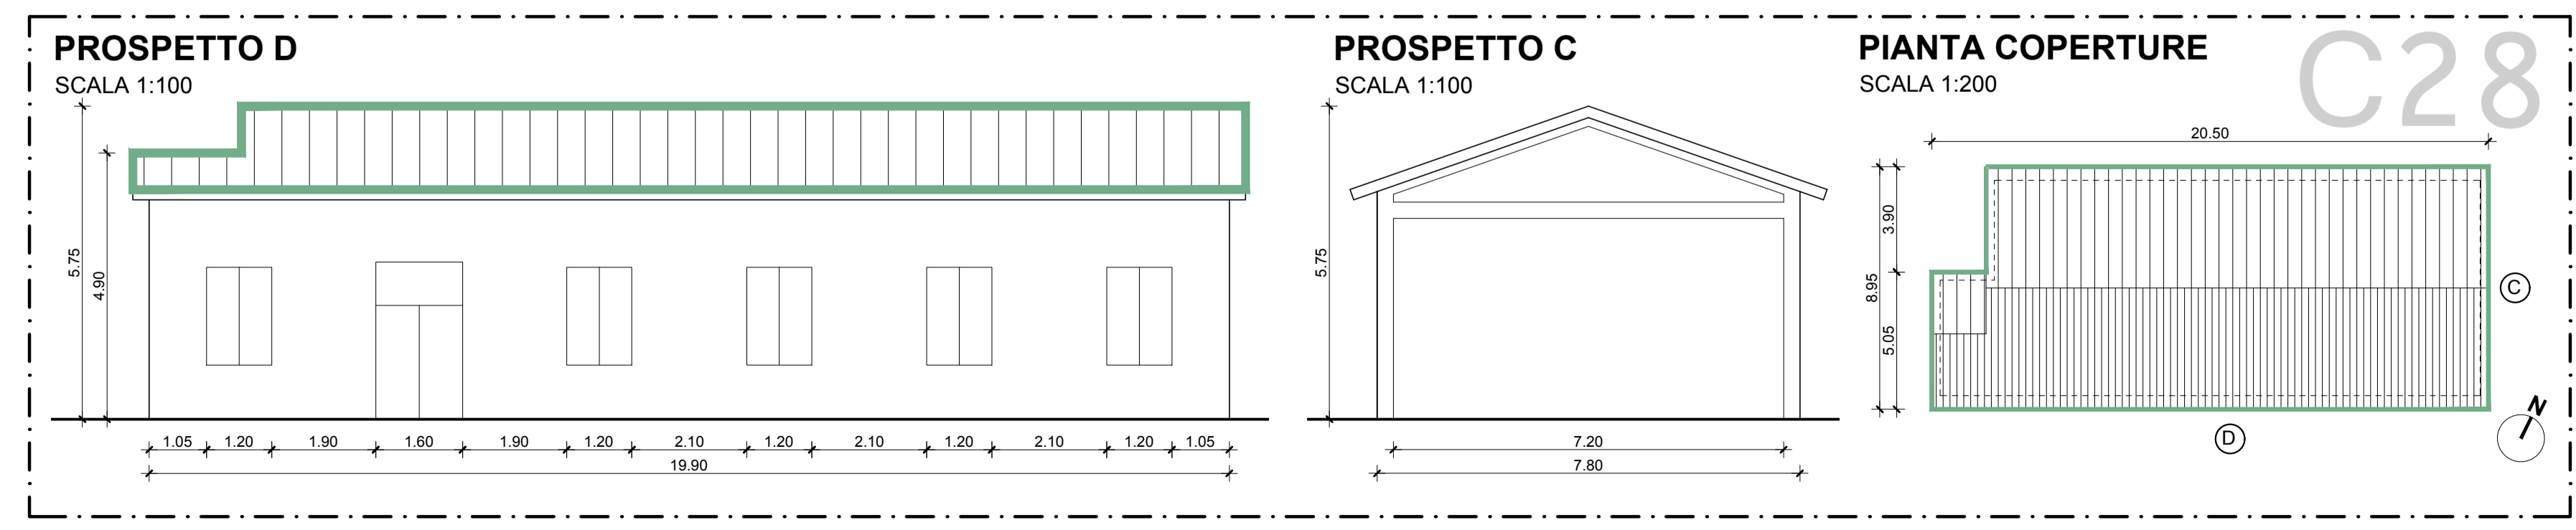 PROSPETTO D
SCALA 1:100
5.75
4.90
1.05 1.20 1.90 1.60 1.90 1.20 2.10 1.20 2.10 1.20 2.10 1.20 1.05
19.90
PROSPETTO C
SCALA 1:100
5.75
7.20
7.80
PIANTA COPERTURE
SCALA 1:200
C28
20.50
3.90
8.95
5.05
C
D
N